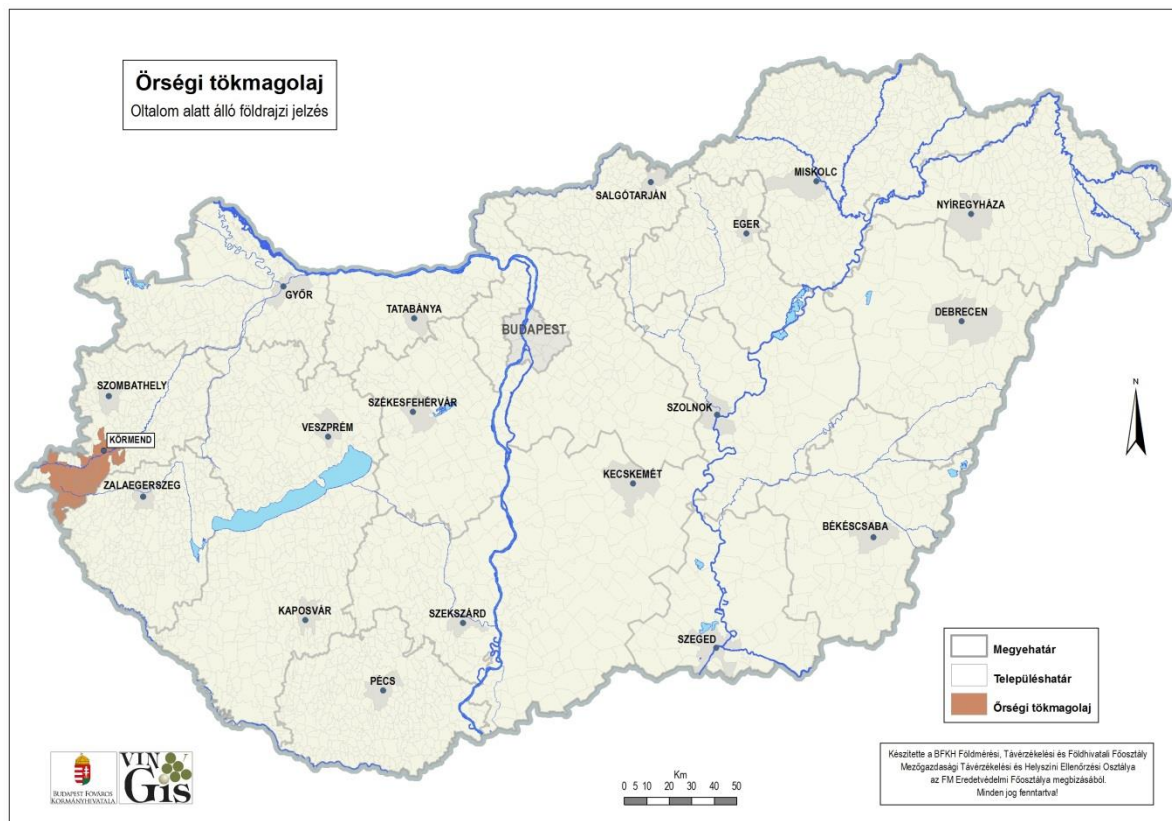 Őrségi tökmagolaj
Oltalom alatt álló földrajzi jelzés
MISKOLC
SALGÓTARJÁN
NYÍREGYHÁZA
EGER
GYŐR
TATABÁNYA
BUDAPEST
DEBRECEN
SZOMBATHELY
SZÉKESFEHÉRVÁR
SZOLNOK
VESZPRÉM
KÖRMEND
KECSKEMÉT
ZALAEGERSZEG
BÉKÉSCSABA
KAPOSVÁR
SZEKSZÁRD
SZEGED
PÉCS
N
Megyehatár
Településhatár
Őrségi tökmagolaj
Km
0 5 10 20 30 40 50
BUDAPEST FŐVÁROS
KORMÁNYHIVATALA
VIN
GIS
Készítette a BFKH Földmérési, Távérzékelési és Földhivatali Főosztály
Mezőgazdasági Távérzékelési és Helyszíni Ellenőrzési Osztálya
az FM Eredetvédelmi Főosztálya megbízásából.
Minden jog fenntartva!